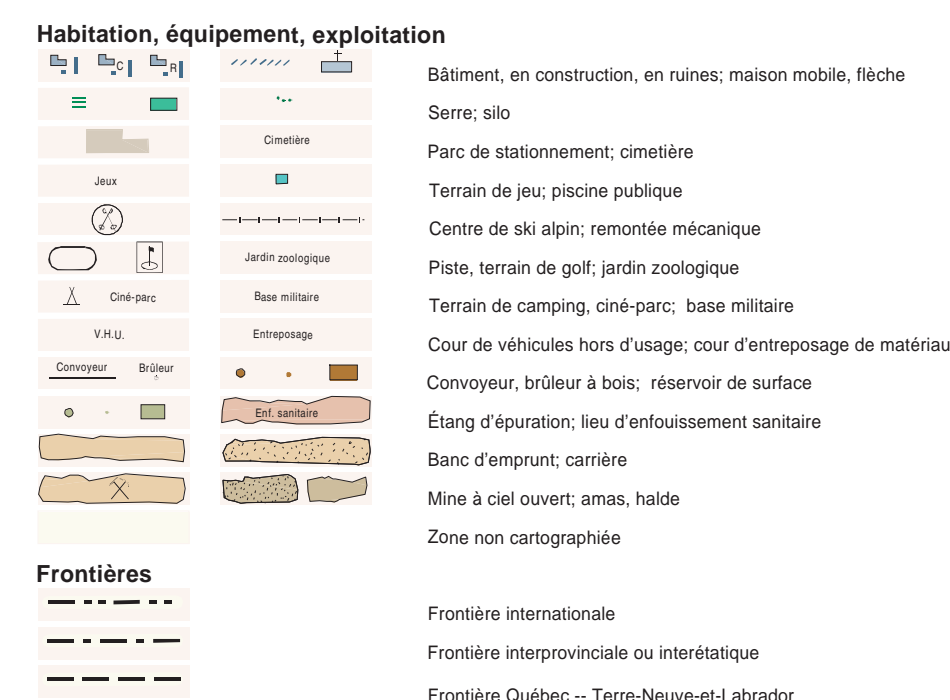 Habitation, équipement, exploitation
C R Bâtiment, en construction, en ruines; maison mobile, flèche
Serre; silo
Cimetière Parc de stationnement; cimetière
Jeux Terrain de jeu; piscine publique
Centre de ski alpin; remontée mécanique
Jardin zoologique Piste, terrain de golf; jardin zoologique
Ciné-parc Base militaire Terrain de camping, ciné-parc; base militaire
V.H.U. Entreposage Cour de véhicules hors d'usage; cour d'entreposage de matériau
Convoyeur Brûleur Convoyeur, brûleur à bois; réservoir de surface
Enf. sanitaire Étang d'épuration; lieu d'enfouissement sanitaire
Banc d'emprunt; carrière
Mine à ciel ouvert; amas, halde
Zone non cartographiée
Frontières
Frontière internationale
Frontière interprovinciale ou interétatique
Frontière Québec -- Terre-Neuve-et-Labrador